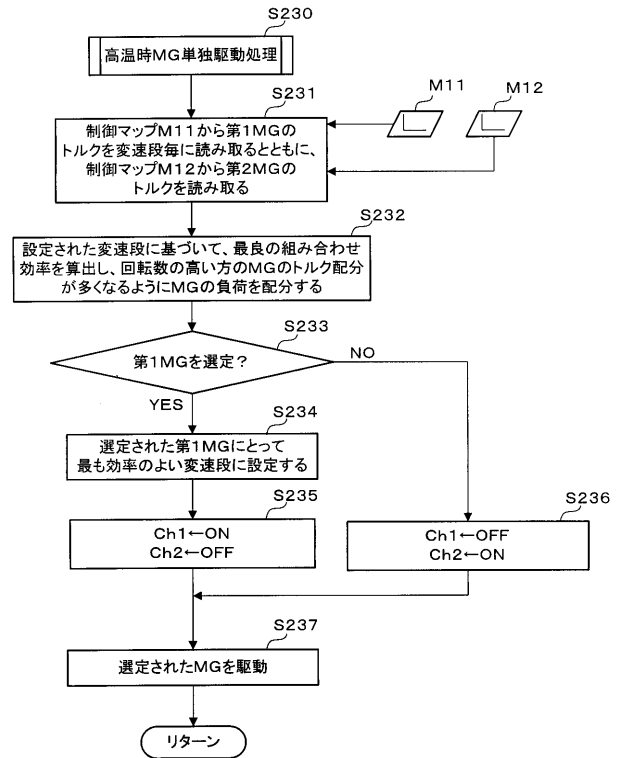 S230
高温時MG単独駆動処理
S231
M11
M12
制御マップM11から第1MGの
トルクを変速段毎に読み取るとともに、
制御マップM12から第2MGの
トルクを読み取る
S232
設定された変速段に基づいて、最良の組み合わせ
効率を算出し、回転数の高い方のMGのトルク配分
が多くなるようにMGの負荷を配分する
S233
第1MGを選定?
NO
YES
S234
選定された第1MGにとって
最も効率のよい変速段に設定する
S235
Ch1←ON
Ch2←OFF
S236
Ch1←OFF
Ch2←ON
S237
選定されたMGを駆動
リターン